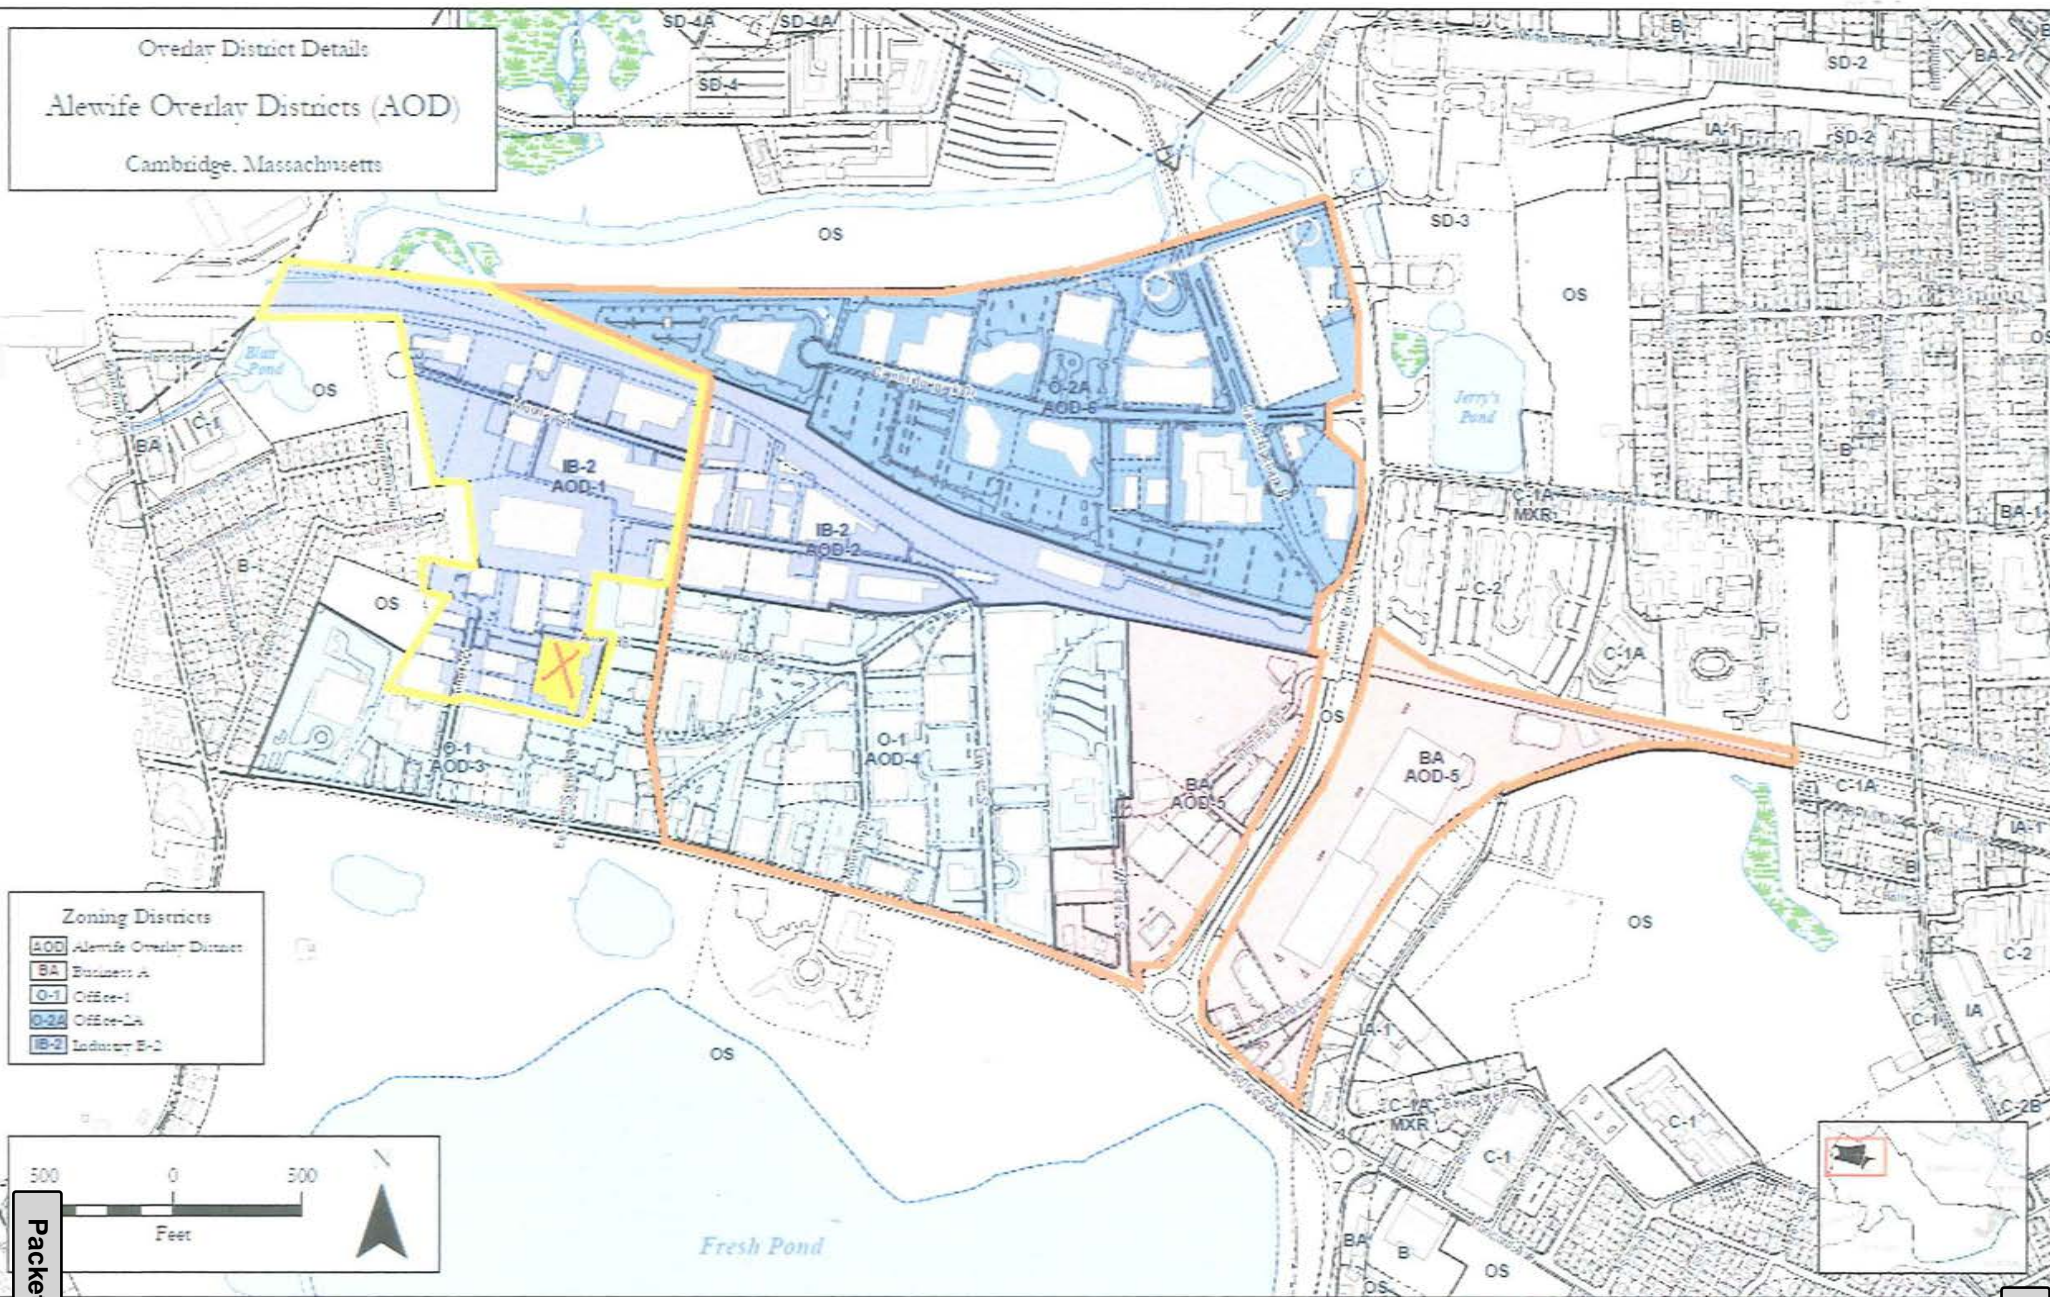 Overlay District Details
Alewife Overlay Districts (AOD)
Cambridge, Massachusetts
SD-4A
SD-4A
SD-4
B
SD-2
BA-2
IA-1
SD-2
OS
SD-3
OS
OS
Blair
Pond
OS
C-1
BA
Jerry's
Pond
O-2A
AOD-6
B
IB-2
AOD-1
C-1A
MXR
BA-1
IB-2
AOD-2
B
C-2
OS
C-1A
OS
O-1
AOD-3
O-1
AOD-4
BA
AOD-5
BA
AOD-5
C-1A
IA-1
B
OS
C-2
Zoning Districts
AOD Alewife Overlay District
BA Business A
O-1 Office-1
O-2A Office-2A
IB-2 Industry B-2
IA
C-1
OS
IA-1
C-1A
MXR
C-1
C-2B
C-1
500 0 500
Feet
N
Packe
Fresh Pond
BA
B
OS
OS